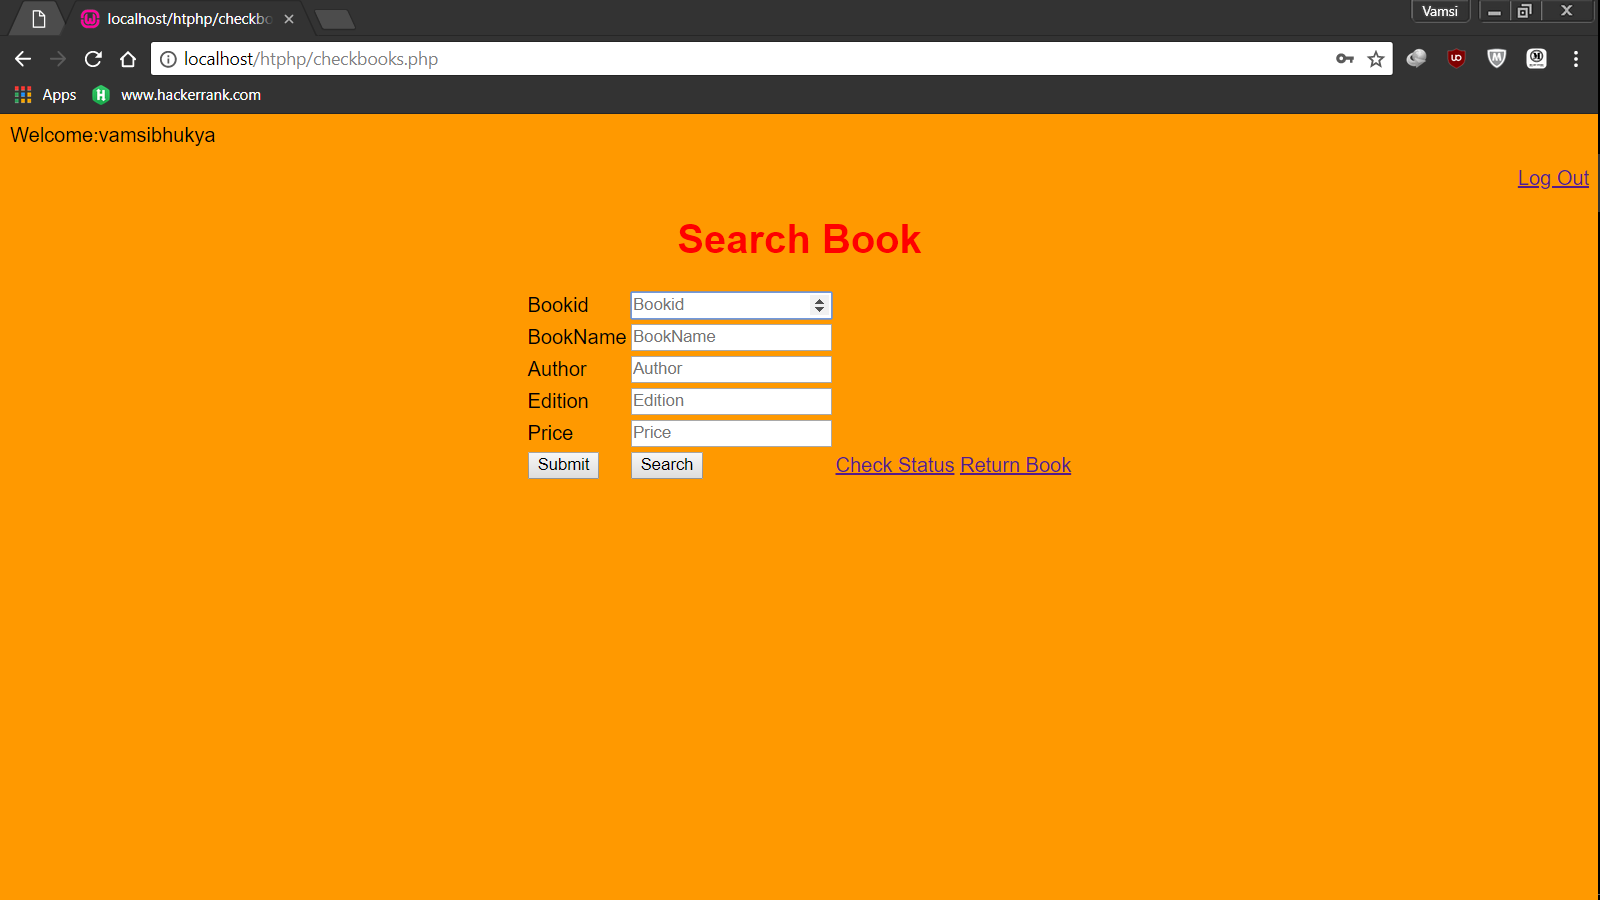 localhost/htphp/checkbo
Vamsi
localhost/htphp/checkbooks.php
Apps www.hackerrank.com
Welcome:vamsibhukya
Log Out
Search Book
Bookid Bookid
BookName BookName
Author Author
Edition Edition
Price Price
Submit Search Check Status Return Book